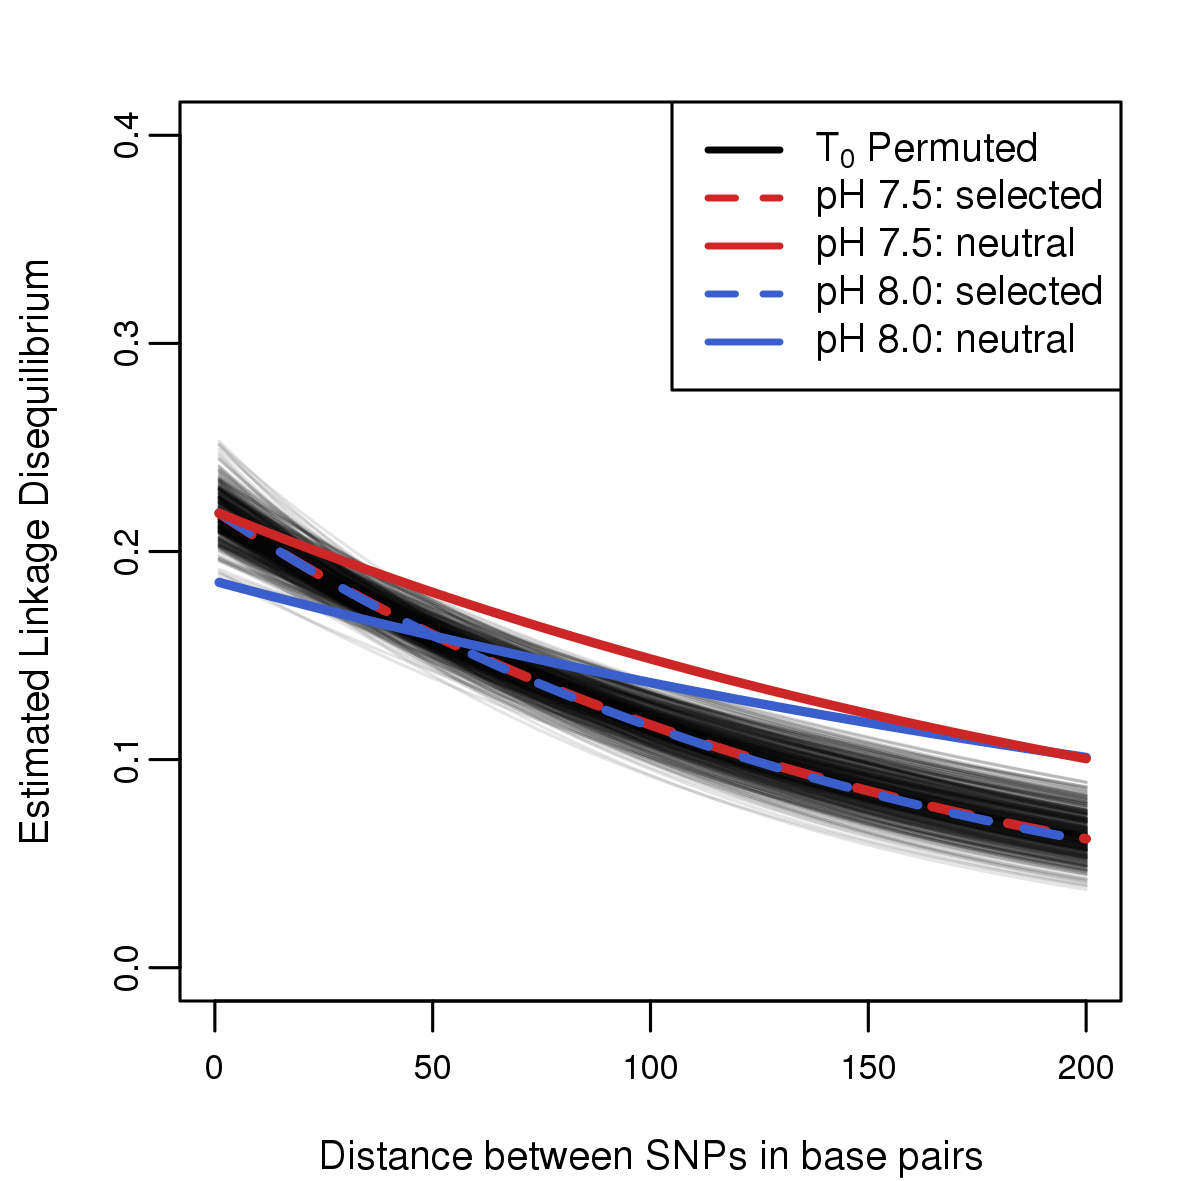 T0 Permuted
pH 7.5: selected
pH 7.5: neutral
pH 8.0: selected
pH 8.0: neutral
Estimated Linkage Disequilibrium
0.4
0.3
0.2
0.1
0.0
0 50 100 150 200
Distance between SNPs in base pairs